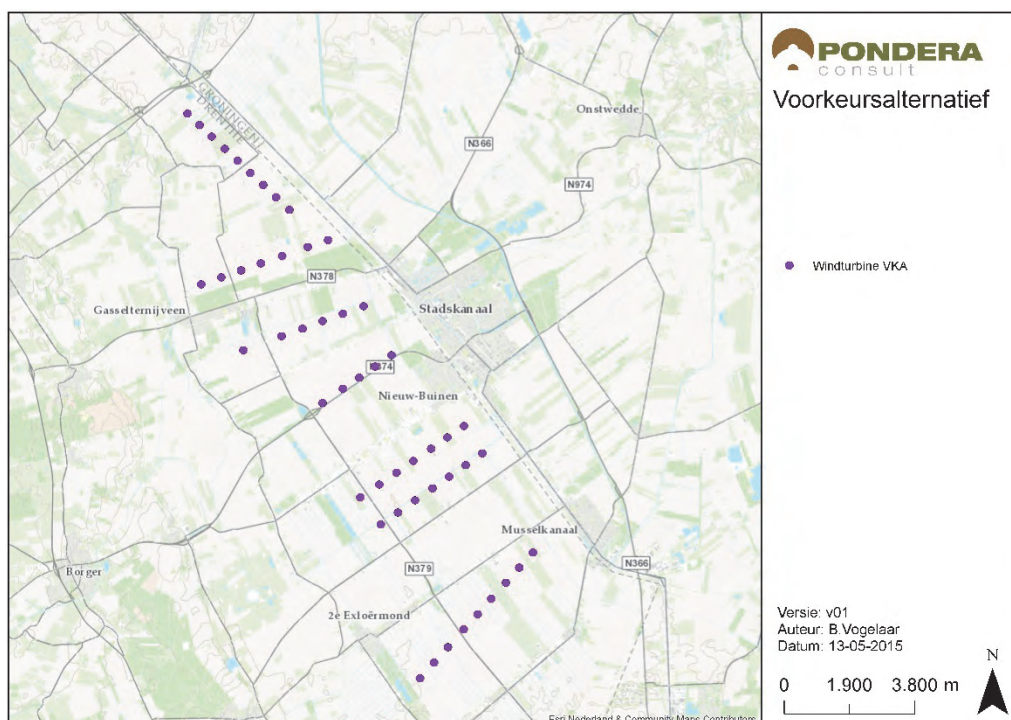 GRONINGEN
DRENTHE
Onstwedde
N366
N974
N378
Gasselternijveen
Stadskanaal
Nieuw-Buinen
Musselkanaal
N366
Borger
N379
2e Exloërmond
Esri Nederland & Community Maps Contributors
PONDERA
consult
Voorkeursalternatief
Windturbine VKA
Versie: v01
Auteur: B.Vogelaar
Datum: 13-05-2015
N
0 1.900 3.800 m